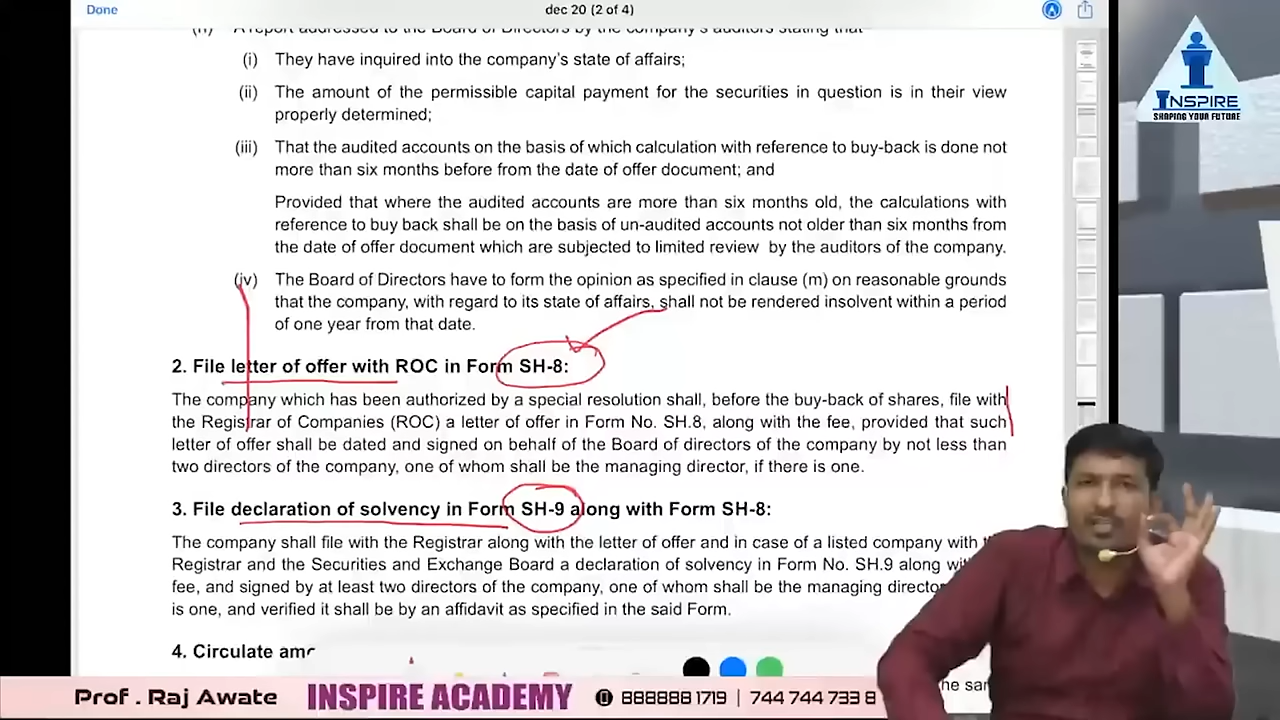 Done
dec 20 (2 of 4)
(n) A report addressed to the Board of Directors by the company's auditors stating that
(i) They have inquired into the company's state of affairs;
(ii) The amount of the permissible capital payment for the securities in question is in their view
properly determined;
(iii) That the audited accounts on the basis of which calculation with reference to buy-back is done not
more than six months before from the date of offer document; and
Provided that where the audited accounts are more than six months old, the calculations with
reference to buy back shall be on the basis of un-audited accounts not older than six months from
the date of offer document which are subjected to limited review by the auditors of the company.
(iv) The Board of Directors have to form the opinion as specified in clause (m) on reasonable grounds
that the company, with regard to its state of affairs, shall not be rendered insolvent within a period
of one year from that date.
2. File letter of offer with ROC in Form SH-8:
The company which has been authorized by a special resolution shall, before the buy-back of shares, file with
the Registrar of Companies (ROC) a letter of offer in Form No. SH.8, along with the fee, provided that such
letter of offer shall be dated and signed on behalf of the Board of directors of the company by not less than
two directors of the company, one of whom shall be the managing director, if there is one.
3. File declaration of solvency in Form SH-9 along with Form SH-8:
The company shall file with the Registrar along with the letter of offer and in case of a listed company with
Registrar and the Securities and Exchange Board a declaration of solvency in Form No. SH.9 along
fee, and signed by at least two directors of the company, one of whom shall be the managing
is one, and verified it shall be by an affidavit as specified in the said Form.
4. Circulate
INSPIRE
SHAPING YOUR FUTURE
Prof . Raj Awate INSPIRE ACADEMY 888888 1719 | 744 744 733 8